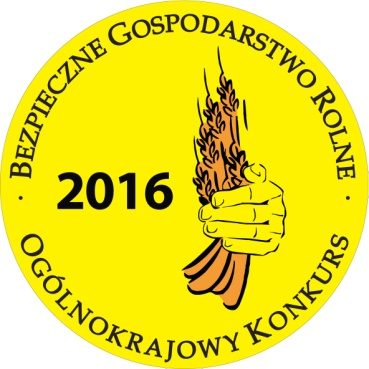 · Bezpieczne Gospodarstwo Rolne ·
2016
Ogólnokrajowy Konkurs